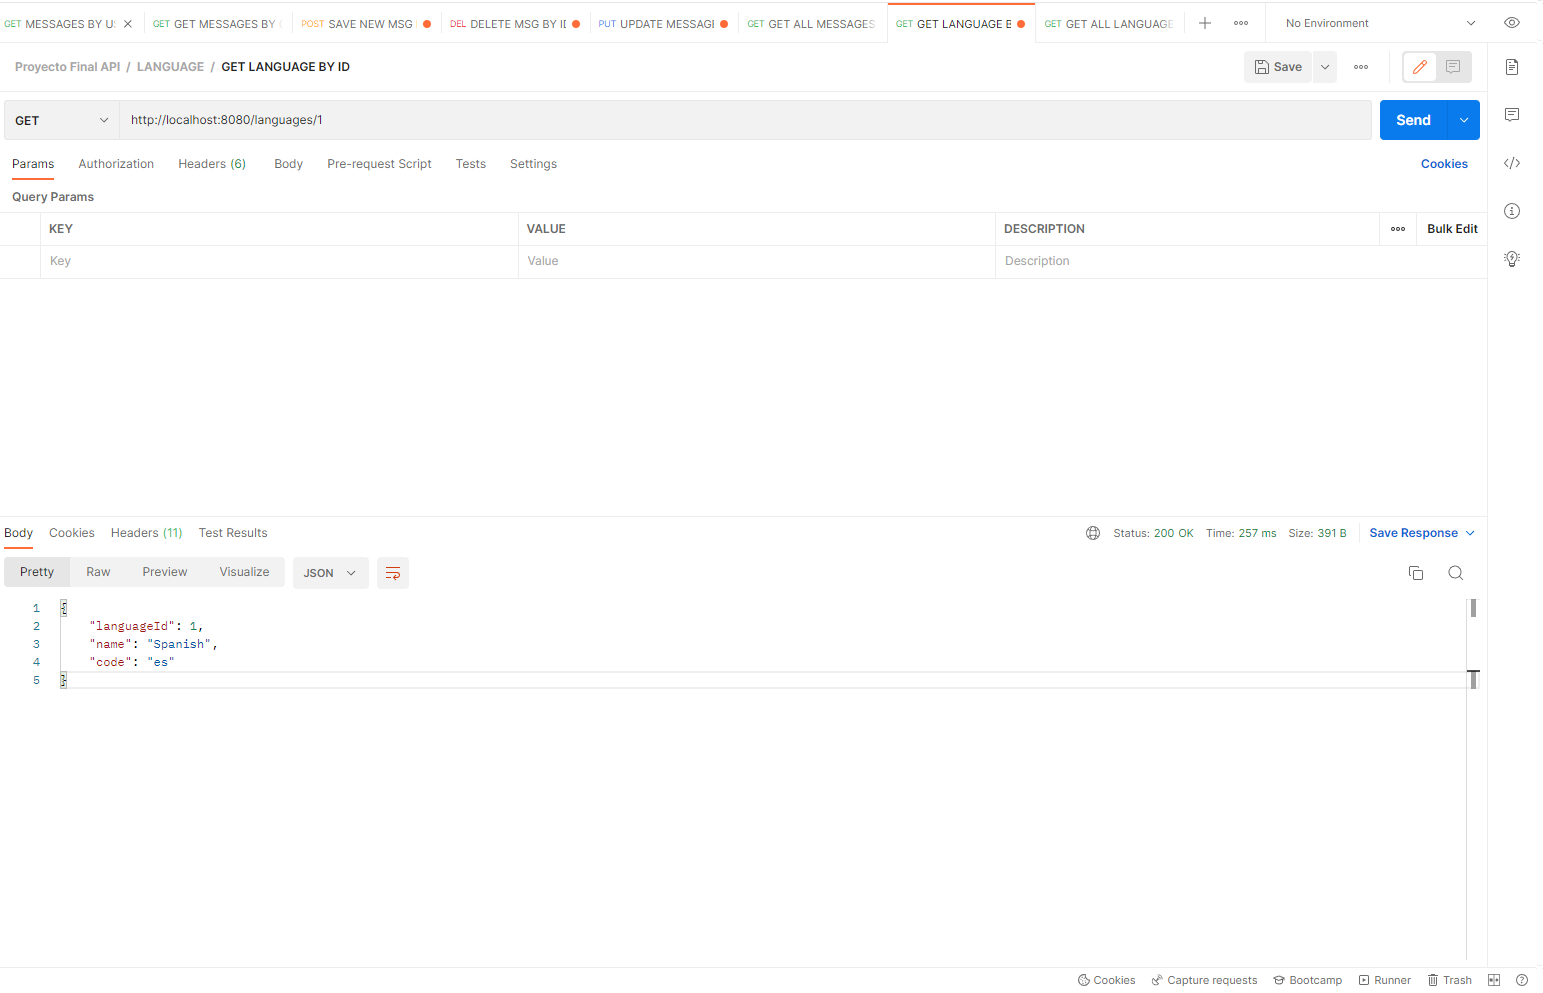 GET MESSAGES BY U GET GET MESSAGES BY POST SAVE NEW MSG DEL DELETE MSG BY ID PUT UPDATE MESSAGE GET GET ALL MESSAGES GET GET LANGUAGE B GET GET ALL LANGUAGE No Environment
Proyecto Final API / LANGUAGE / GET LANGUAGE BY ID Save
GET http://localhost:8080/languages/1 Send
Params Authorization Headers (6) Body Pre-request Script Tests Settings Cookies
Query Params
KEY VALUE DESCRIPTION Bulk Edit
Key Value Description
Body Cookies Headers (11) Test Results Status: 200 OK Time: 257 ms Size: 391 B Save Response
Pretty Raw Preview Visualize JSON
1 {
2 "languageId": 1,
3 "name": "Spanish",
4 "code": "es"
5 }
Cookies Capture requests Bootcamp Runner Trash